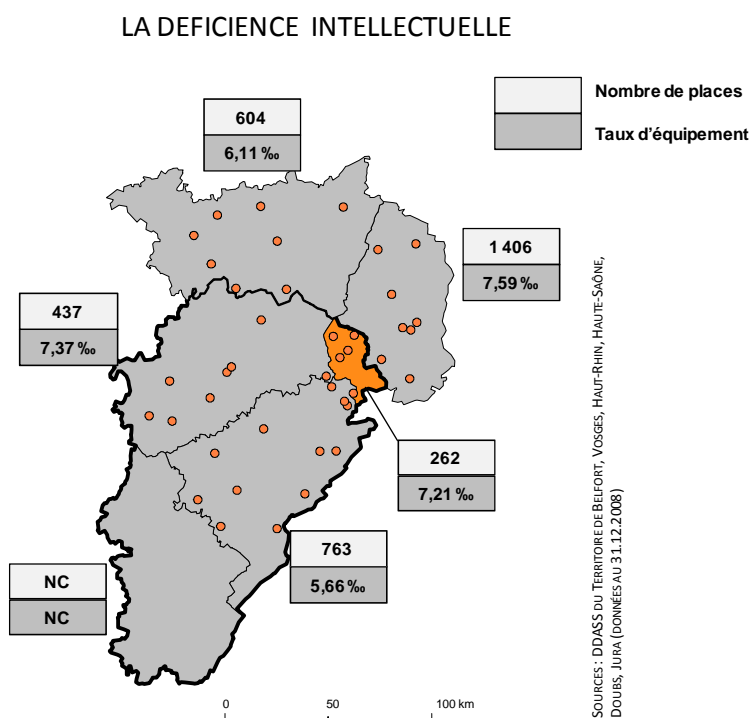 LA DEFICIENCE INTELLECTUELLE
Nombre de places
Taux d'équipement
604
6,11 ‰
1 406
7,59 ‰
437
7,37 ‰
262
7,21 ‰
763
5,66 ‰
NC
NC
0 50 100 km
SOURCES : DDASS DU TERRITOIRE DE BELFORT, VOSGES, HAUT-RHIN, HAUTE-SAÔNE,
DOUBS, JURA (DONNÉES AU 31.12.2008)